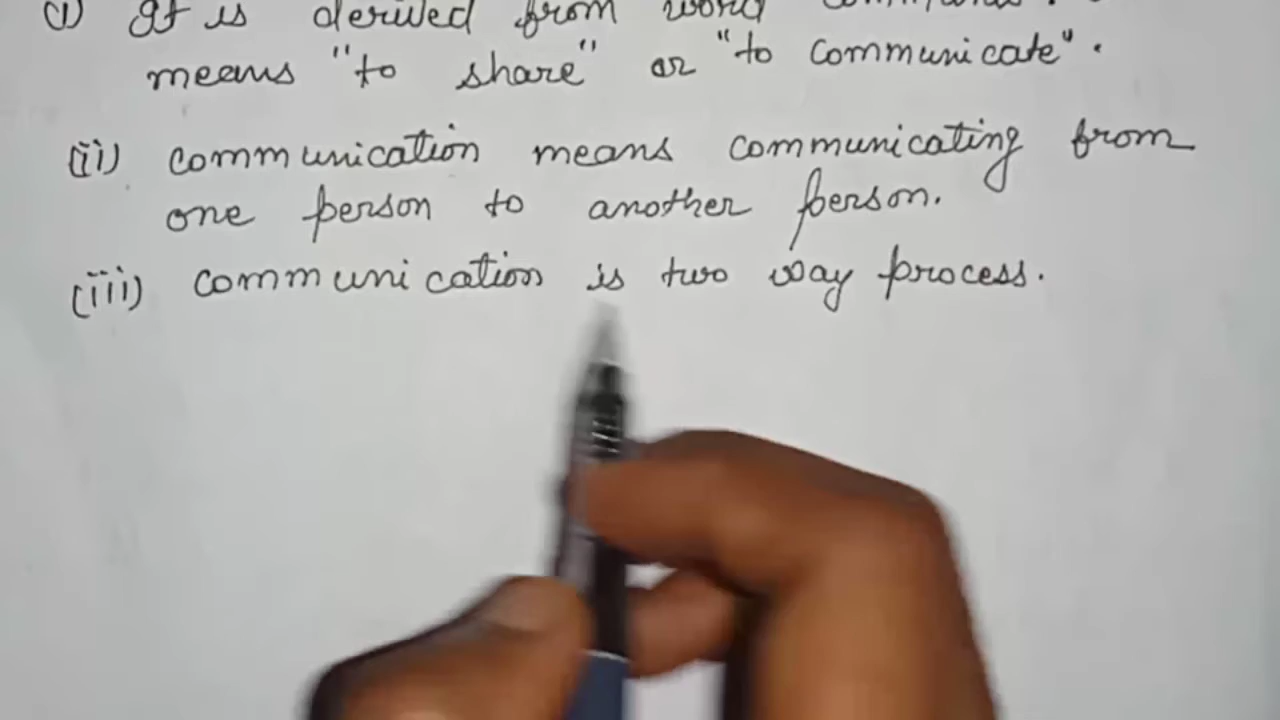 (i) It is derived from word
means "to share" or "to communicate".
(ii) communication means communicating from
one person to another person.
(iii) communication is two way process.